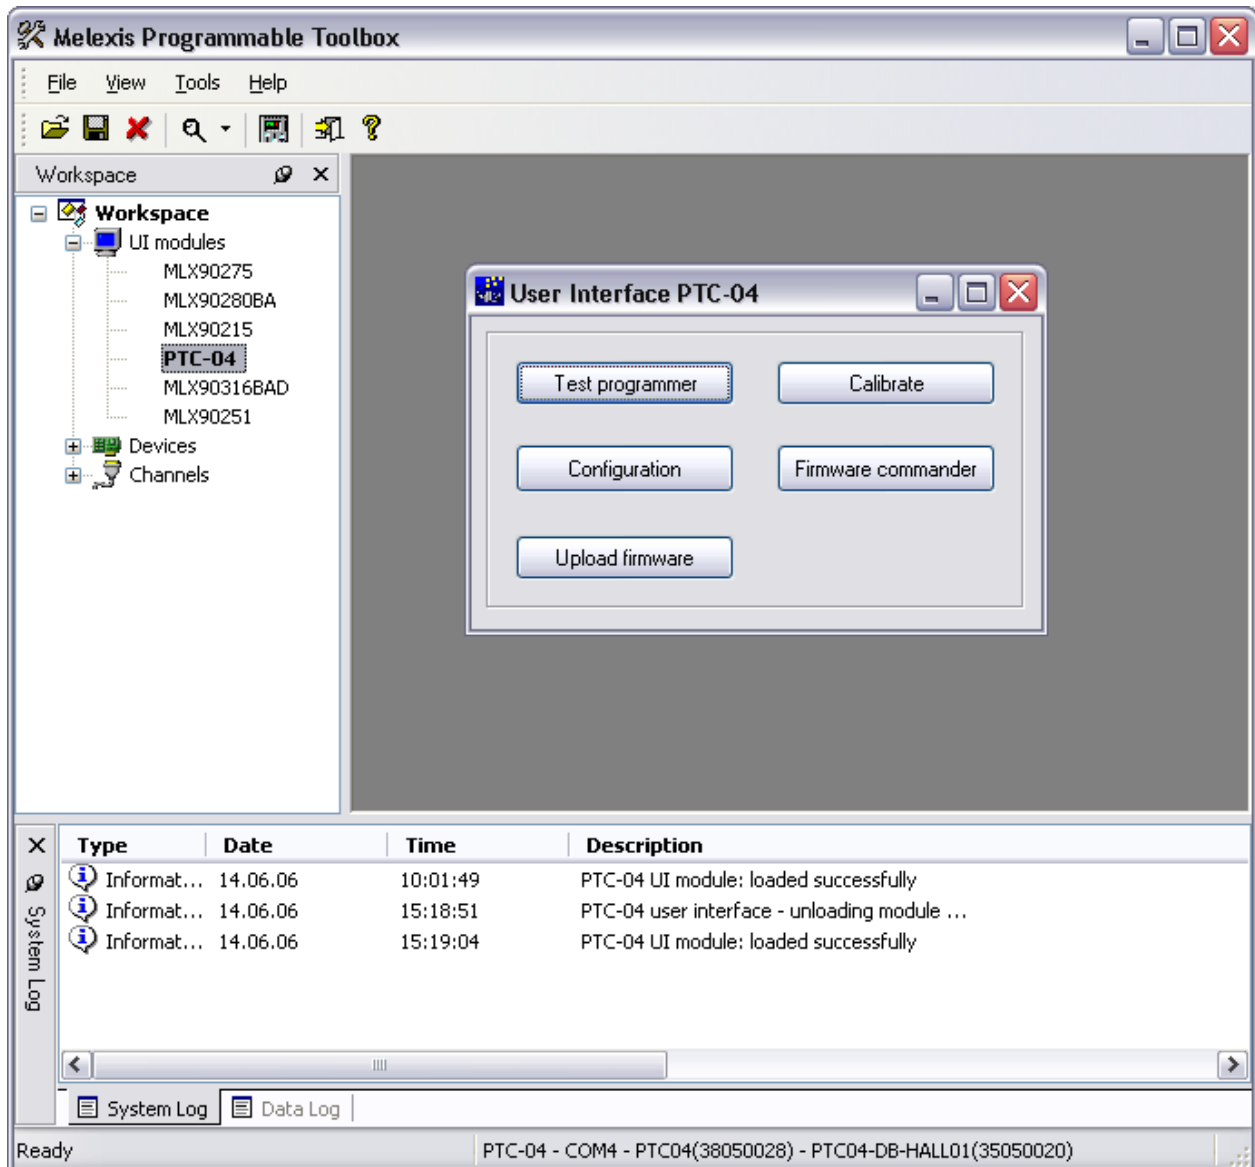 Melexis Programmable Toolbox
File View Tools Help
Workspace
Workspace
UI modules
MLX90275
MLX90280BA
MLX90215
PTC-04
MLX90316BAD
MLX90251
Devices
Channels
User Interface PTC-04
Test programmer Calibrate
Configuration Firmware commander
Upload firmware
System Log
Type Date Time Description
Informat... 14.06.06 10:01:49 PTC-04 UI module: loaded successfully
Informat... 14.06.06 15:18:51 PTC-04 user interface - unloading module ...
Informat... 14.06.06 15:19:04 PTC-04 UI module: loaded successfully
System Log Data Log
Ready PTC-04 - COM4 - PTC04(38050028) - PTC04-DB-HALL01(35050020)